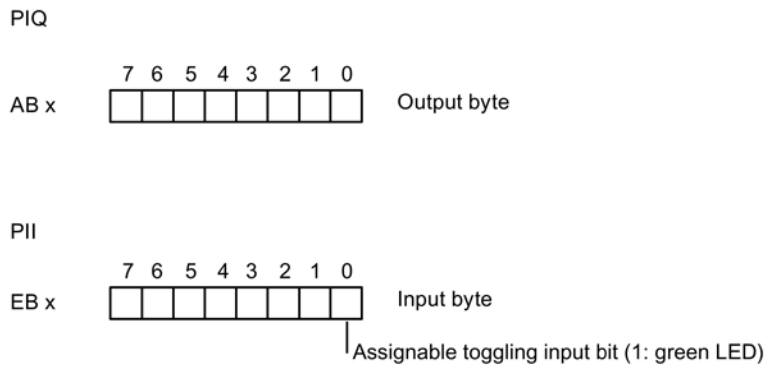 PIQ
7 6 5 4 3 2 1 0
AB x Output byte
PII
7 6 5 4 3 2 1 0
EB x Input byte
Assignable toggling input bit (1: green LED)